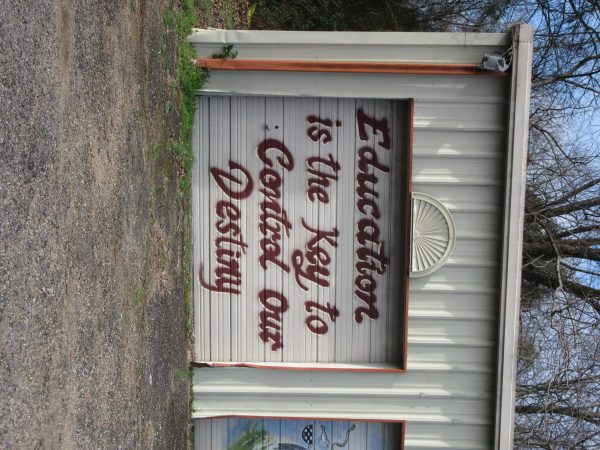 Education
is the Key to
Control our
Destiny